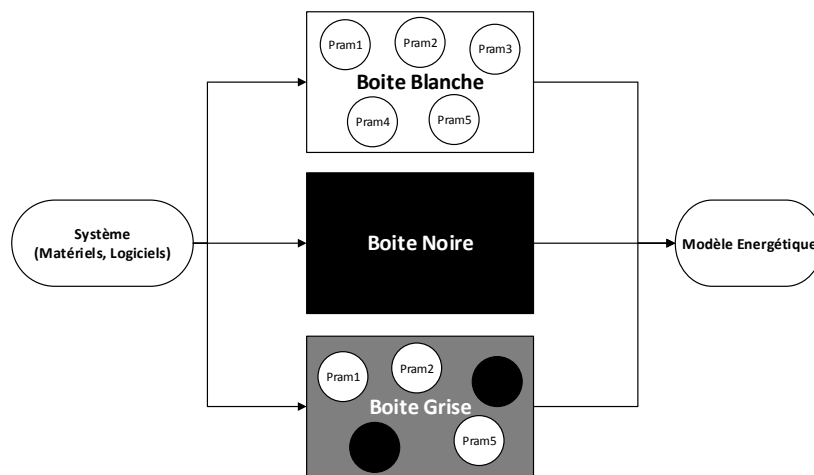 Pram1
Pram2
Pram3
Boite Blanche
Pram4
Pram5
Système
(Matériels, Logiciels)
Boite Noire
Modèle Energétique
Pram1
Pram2
Boite Grise
Pram5